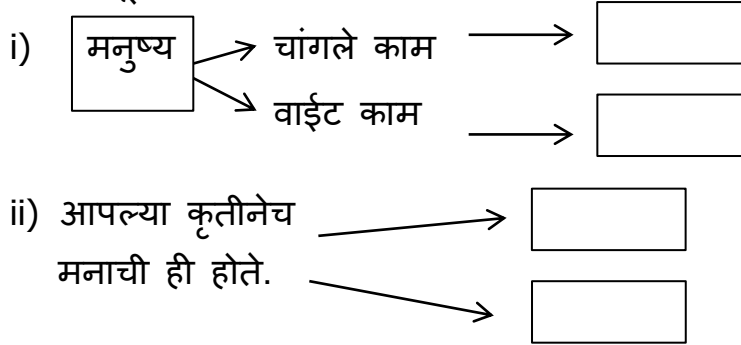 i) मनुष्य चांगले काम
वाईट काम
ii) आपल्या कृतीनेच
मनाची ही होते.